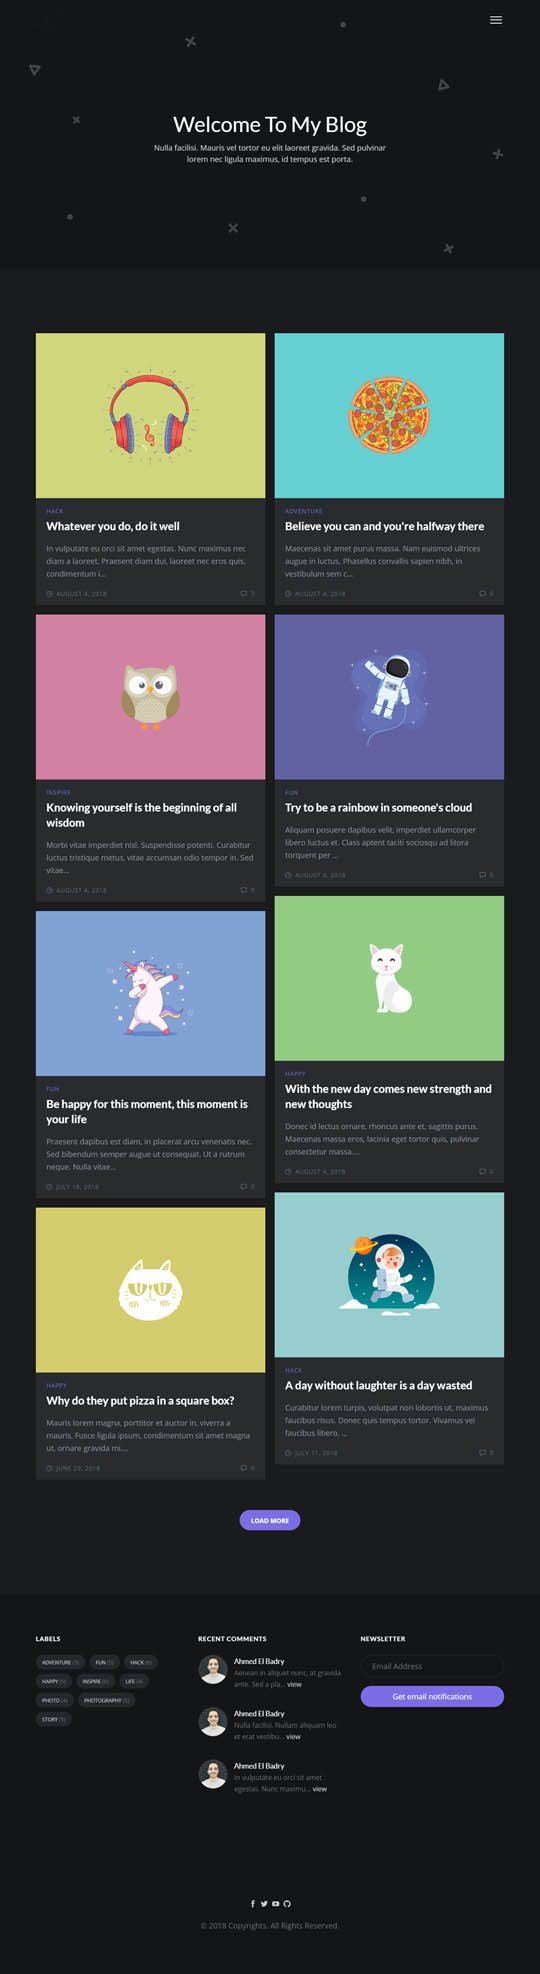 Welcome To My Blog
Nulla facilisi. Mauris vel tortor eu elit laoreet gravida. Sed pulvinar
lorem nec ligula maximus, id tempus est porta.
HACK
Whatever you do, do it well
In vulputate eu orci sit amet egestas. Nunc maximus nec
diam a laoreet. Praesent diam dui, laoreet nec eros quis,
condimentum i...
AUGUST 4, 2018
ADVENTURE
Believe you can and you're halfway there
Maecenas sit amet purus massa. Nam euismod ultrices
augue in luctus. Phasellus convallis sapien nibh, in
vestibulum sem c...
AUGUST 4, 2018 0
INSPIRE
Knowing yourself is the beginning of all
wisdom
Morbi vitae imperdiet nisl. Suspendisse potenti. Curabitur
luctus tristique metus, vitae accumsan odio tempor in. Sed
vitae...
AUGUST 4, 2018 0
FUN
Try to be a rainbow in someone's cloud
Aliquam posuere dapibus velit, imperdiet ullamcorper
libero luctus et. Class aptent taciti sociosqu ad litora
torquent per ...
AUGUST 4, 2018 0
FUN
Be happy for this moment, this moment is
your life
Praesent dapibus est diam, in placerat arcu venenatis nec.
Sed bibendum semper augue ut consequat. Ut a rutrum
neque. Nulla vitae...
JULY 18, 2018 0
HAPPY
With the new day comes new strength and
new thoughts
Donec id lectus ornare, rhoncus ante et, sagittis purus.
Maecenas massa eros, lacinia eget tortor quis, pulvinar
consectetur massa....
AUGUST 4, 2018 0
HAPPY
Why do they put pizza in a square box?
Mauris lorem magna, porttitor et auctor in, viverra a
mauris. Fusce ligula ipsum, condimentum sit amet magna
ut, ornare gravida mi....
JUNE 29, 2018 0
HACK
A day without laughter is a day wasted
Curabitur lorem turpis, volutpat non lobortis ut, maximus
faucibus risus. Donec quis tempus tortor. Vivamus vel
faucibus libero, ...
JULY 11, 2018 0
LOAD MORE
LABELS
ADVENTURE (3) FUN (5) HACK (6)
HAPPY (5) INSPIRE (6) LIFE (4)
PHOTO (4) PHOTOGRAPHY (5)
STORY (3)
RECENT COMMENTS
Ahmed El Badry
Aenean in aliquet nunc, at gravida
ante. Sed a pla... view
Ahmed El Badry
Nulla facilisi. Nullam aliquam leo
et erat vestibu... view
Ahmed El Badry
In vulputate eu orci sit amet
egestas. Nunc maximu... view
NEWSLETTER
Email Address
Get email notifications
© 2018 Copyrights. All Rights Reserved.